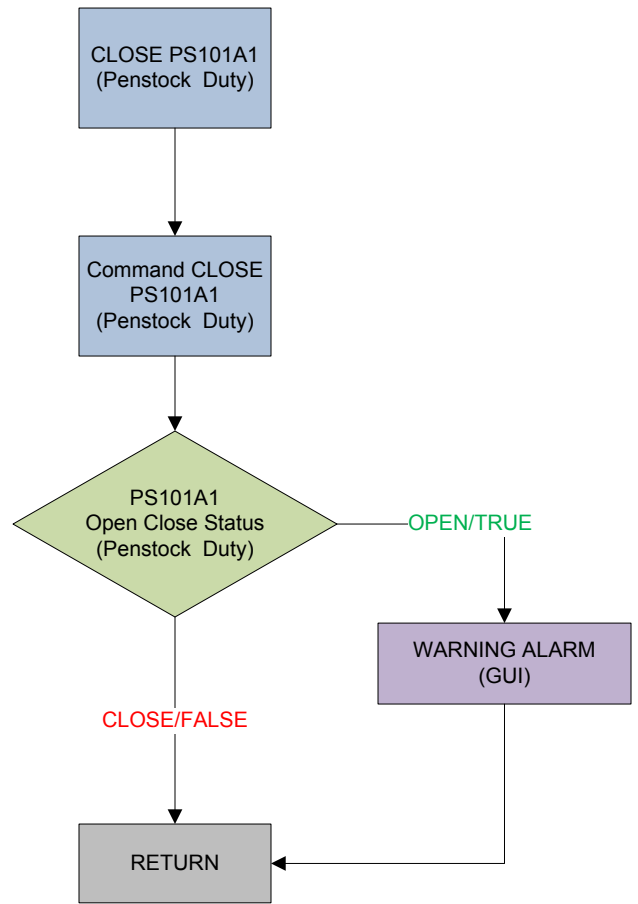 CLOSE PS101A1
(Penstock Duty)
Command CLOSE
PS101A1
(Penstock Duty)
PS101A1
Open Close Status
(Penstock Duty)
OPEN/TRUE
WARNING ALARM
(GUI)
CLOSE/FALSE
RETURN